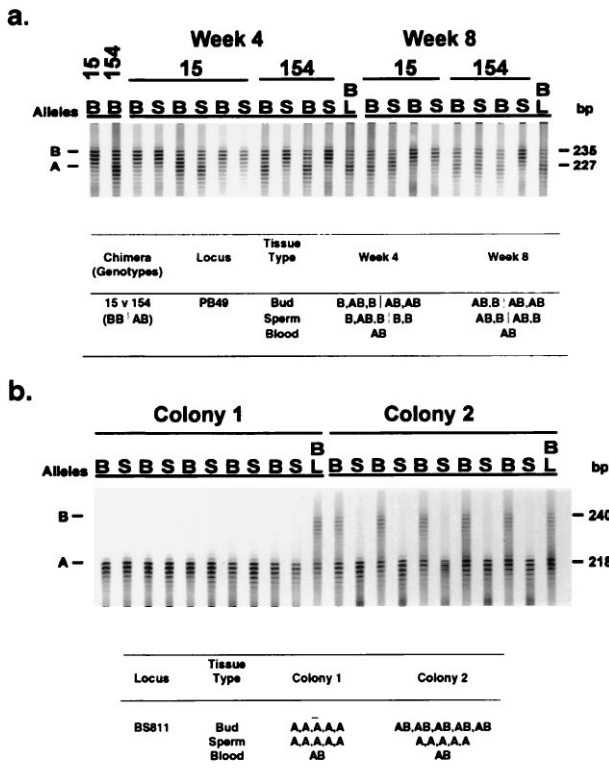 a.
Week 4 Week 8
15 154 15 154 15 154
Alleles B B B S B S B S B S B S B L B S B S B S B S B L bp
B – – 235
A – – 227
Chimera (Genotypes) Locus Tissue Type Week 4 Week 8
15 v 154 PB49 Bud B,AB,B | AB,AB AB,B ¦ AB,AB
(BB ¦ AB) Sperm B,AB,B ¦ B,B AB,B | AB,B
Blood AB AB
b.
Colony 1 Colony 2
Alleles B S B S B S B S B S B L B S B S B S B S B S B L bp
B – – 240
A – – 218
Locus Tissue Type Colony 1 Colony 2
BS811 Bud A,A,A,A,A AB,AB,AB,AB,AB
Sperm A,A,A,A,A A,A,A,A,A
Blood AB AB